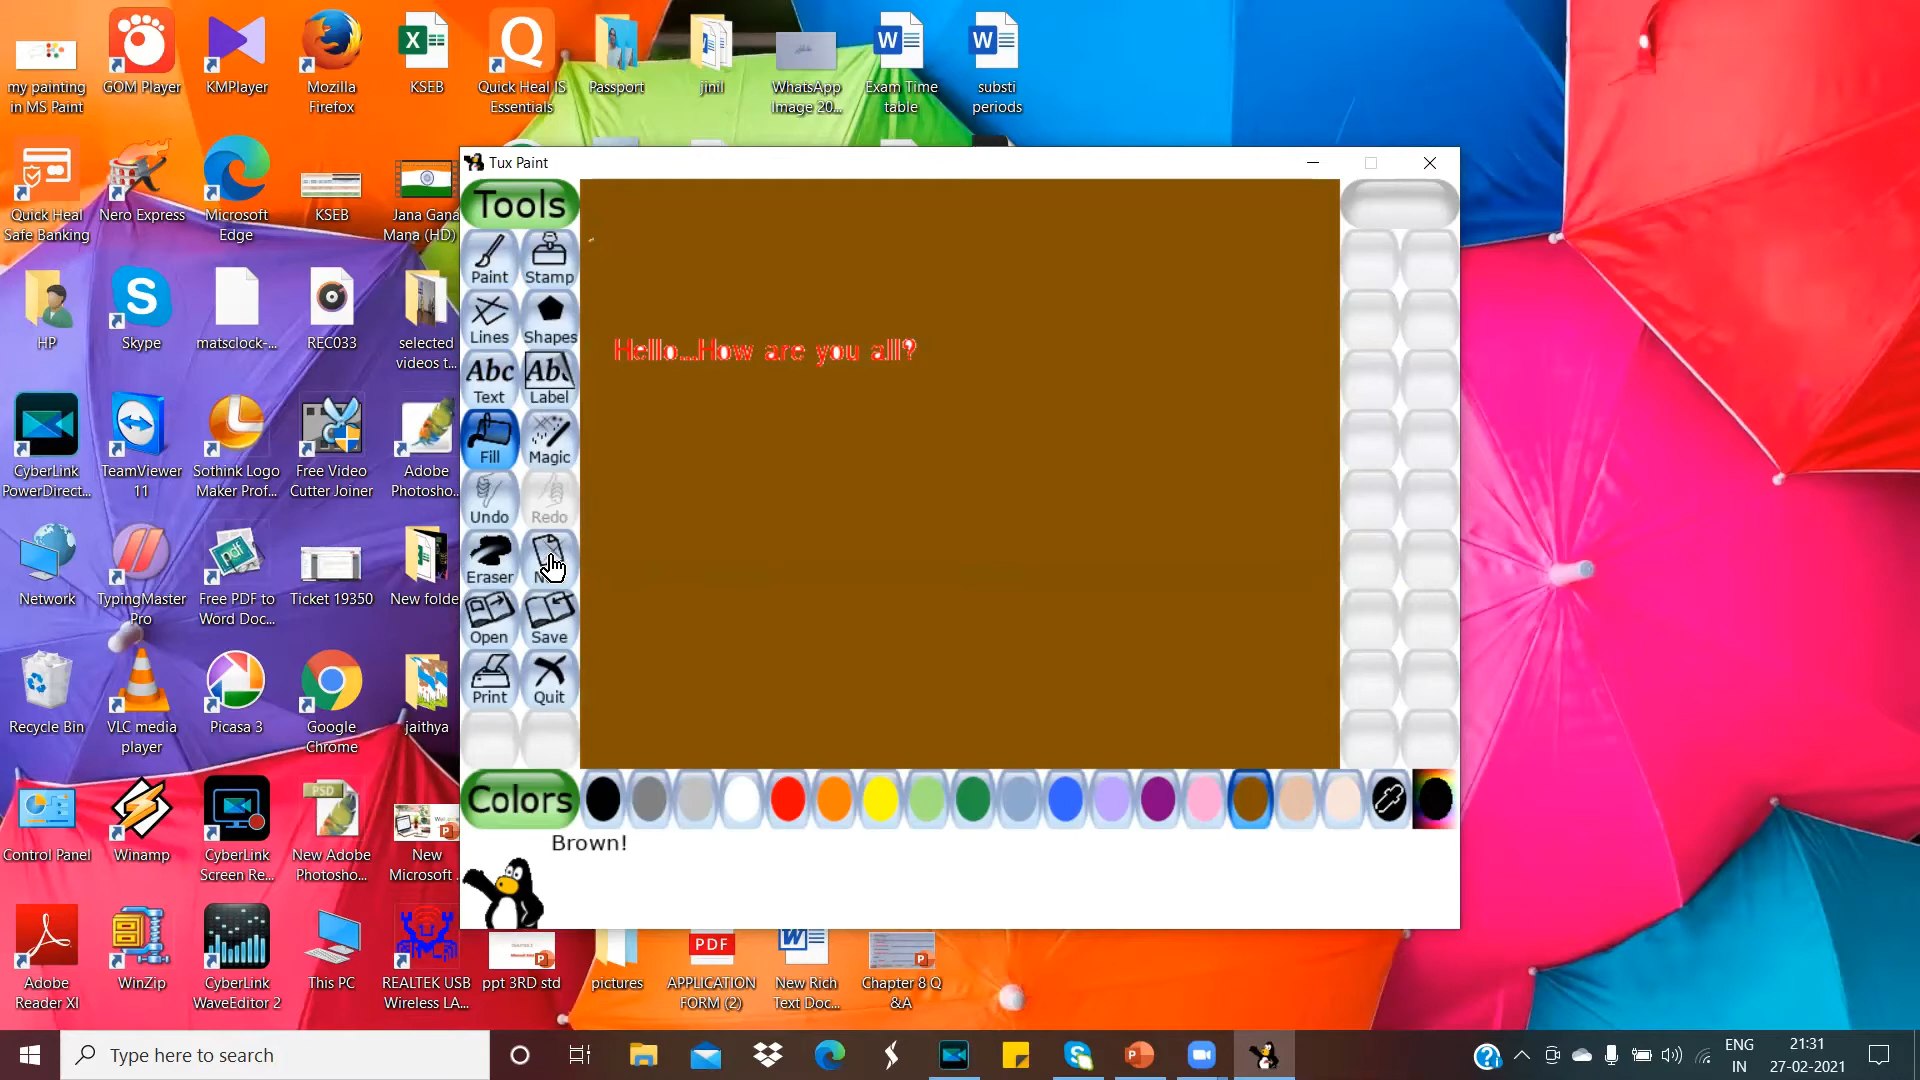 my painting
in MS Paint
GOM Player
KMPlayer
Mozilla
Firefox
KSEB
Quick Heal IS
Essentials
Passport
jinil
WhatsApp
Image 20...
Exam Time
table
substi
periods
Quick Heal
Safe Banking
Nero Express
Microsoft
Edge
KSEB
Jana Gana
Mana (HD)
HP
Skype
matsclock-...
REC033
selected
videos t...
CyberLink
PowerDirect...
TeamViewer
11
Sothink Logo
Maker Prof...
Free Video
Cutter Joiner
Adobe
Photosho...
Network
TypingMaster
Pro
Free PDF to
Word Doc...
Ticket 19350
New folde
Recycle Bin
VLC media
player
Picasa 3
Google
Chrome
jaithya
Control Panel
Winamp
CyberLink
Screen Re...
PSD
New Adobe
Photosho...
New
Microsoft .
Adobe
Reader XI
WinZip
CyberLink
WaveEditor 2
This PC
REALTEK USB
Wireless LA...
ppt 3RD std
pictures
PDF
APPLICATION
FORM (2)
New Rich
Text Doc...
Chapter 8 Q
&A
Tux Paint
Tools
Paint
Stamp
Lines
Shapes
Abc
Text
Abc
Label
Fill
Magic
Undo
Redo
Eraser
Open
Save
Print
Quit
Hello...How are you all?
Colors
Brown!
Type here to search
ENG
IN
21:31
27-02-2021